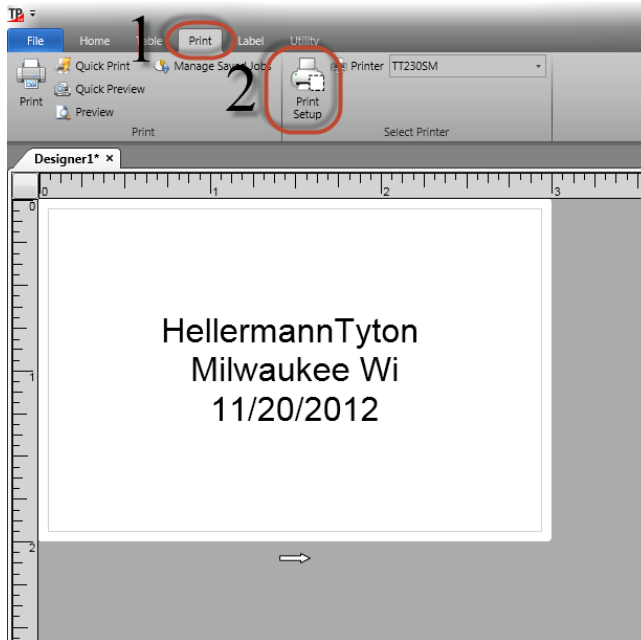 TP
File Home Table Print Label Utility
1
2
Print
Quick Print
Quick Preview
Preview
Manage Saved Jobs
Print
Print Setup
Printer TT230SM
Select Printer
Designer1* ×
0 1 2 3
0
1
2
HellermannTyton
Milwaukee Wi
11/20/2012